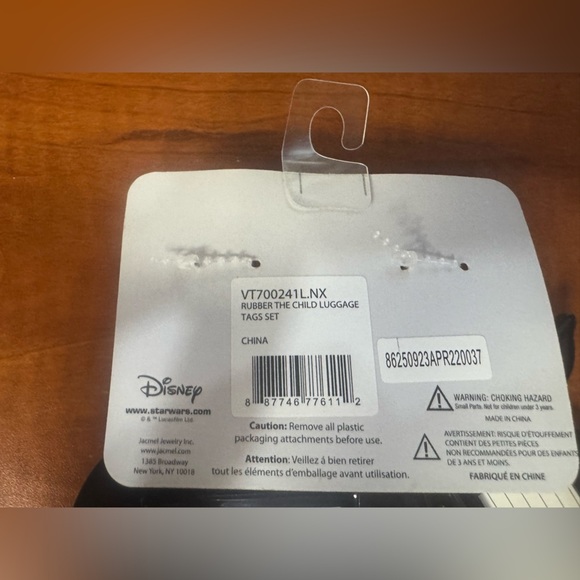 VT700241L.NX
RUBBER THE CHILD LUGGAGE
TAGS SET
CHINA
8 87746 77611 2
86250923APR220037
Disney
www.starware.com
© & ™ Lucasfilm Ltd.
Jacmel Jewelry Inc.
www.jacmel.com
1385 Broadway
New York, NY 10018
Caution: Remove all plastic
packaging attachments before use.
Attention: Veillez á bien retirer
tout les éléments d'emballage avant utilisation.
WARNING: CHOKING HAZARD
Small Parts. Not for children under 3 years.
MADE IN CHINA
AVERTISSEMENT: RISQUE D'ÉTOUFFEMENT
CONTIENT DES PETITES PIÈCES
NON RECOMMANDÉES POUR DES ENFANTS
DE 3 ANS ET MOINS.
FABRIQUÉ EN CHINE